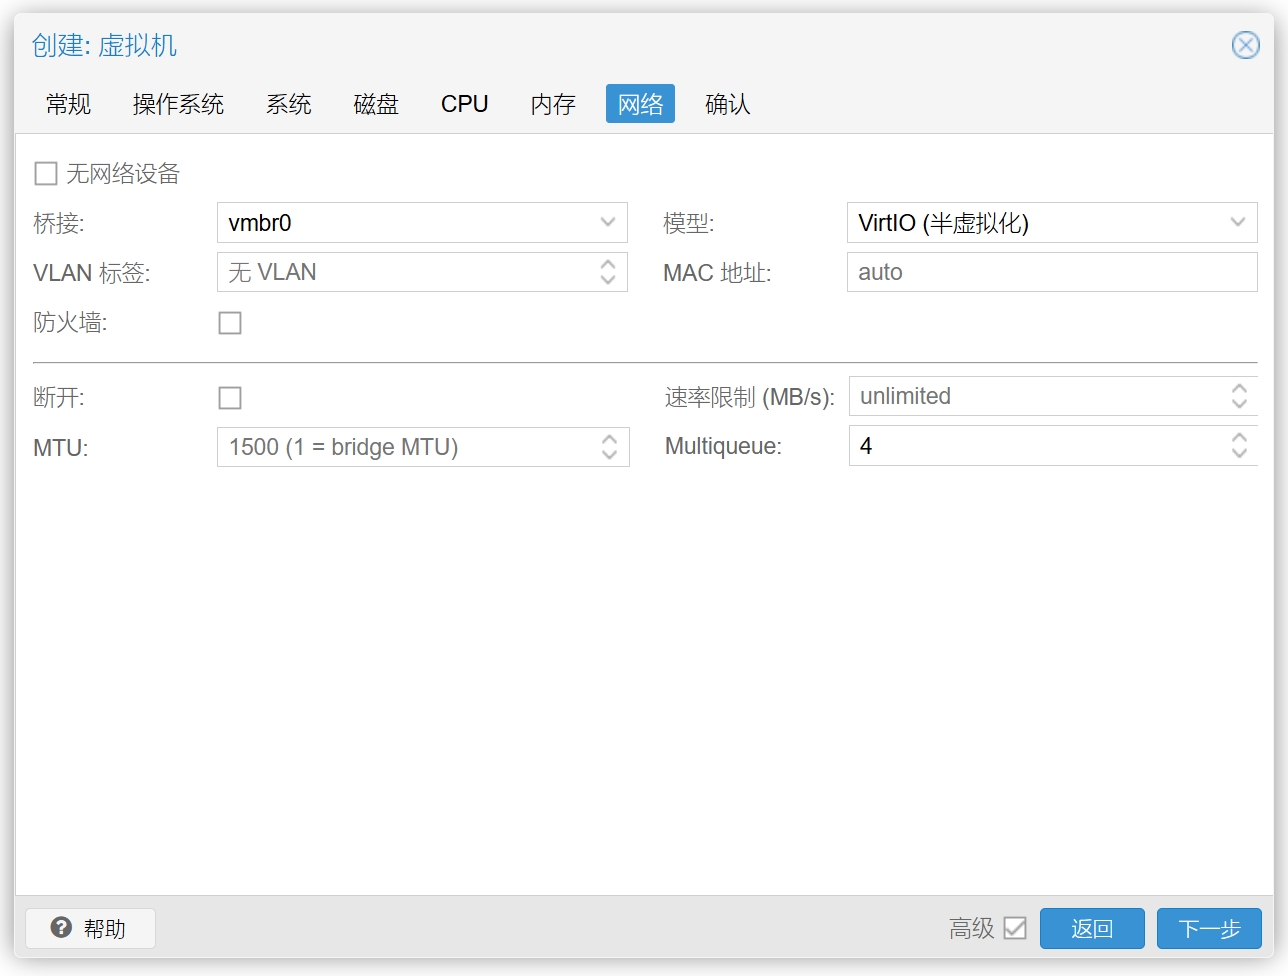 创建: 虚拟机
常规 操作系统 系统 磁盘 CPU 内存 网络 确认
无网络设备
桥接: vmbr0 模型: VirtIO (半虚拟化)
VLAN 标签: 无 VLAN MAC 地址: auto
防火墙:
断开: 速率限制 (MB/s): unlimited
MTU: 1500 (1 = bridge MTU) Multiqueue: 4
? 帮助 高级 返回 下一步